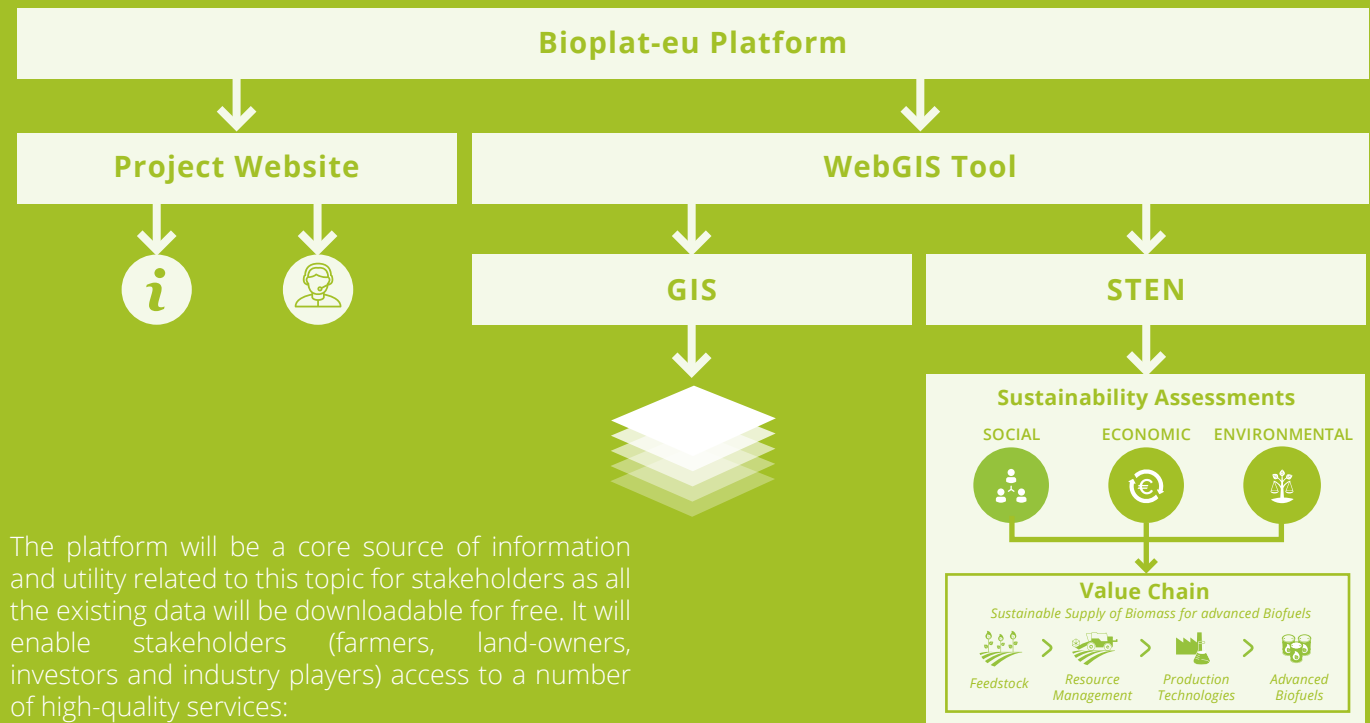 Bioplat-eu Platform
Project Website
WebGIS Tool
i
GIS
STEN
Sustainability Assessments
SOCIAL
ECONOMIC
ENVIRONMENTAL
€
The platform will be a core source of information
and utility related to this topic for stakeholders as all
the existing data will be downloadable for free. It will
enable stakeholders (farmers, land-owners,
investors and industry players) access to a number
of high-quality services:
Value Chain
Sustainable Supply of Biomass for advanced Biofuels
Feedstock
Resource
Management
Production
Technologies
Advanced
Biofuels